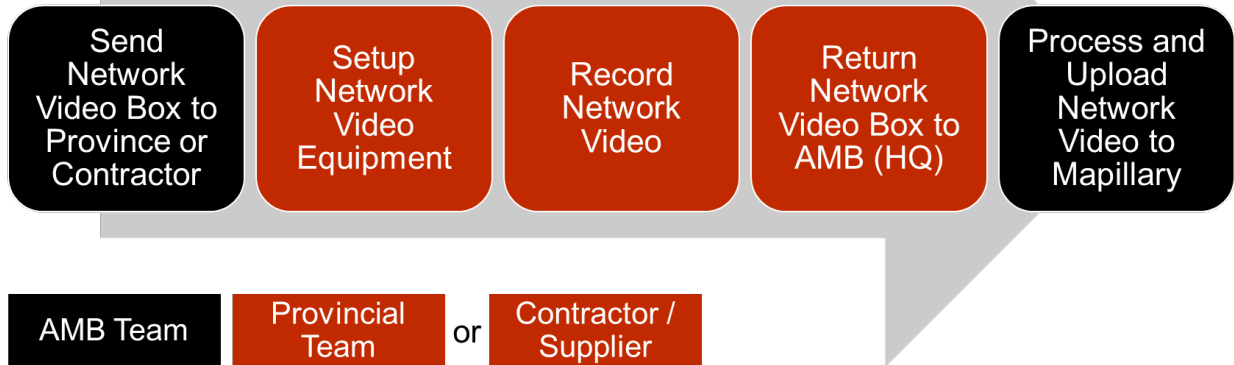 Send
Network
Video Box to
Province or
Contractor
Setup
Network
Video
Equipment
Record
Network
Video
Return
Network
Video Box to
AMB (HQ)
Process and
Upload
Network
Video to
Mapillary
AMB Team
Provincial
Team
or
Contractor /
Supplier